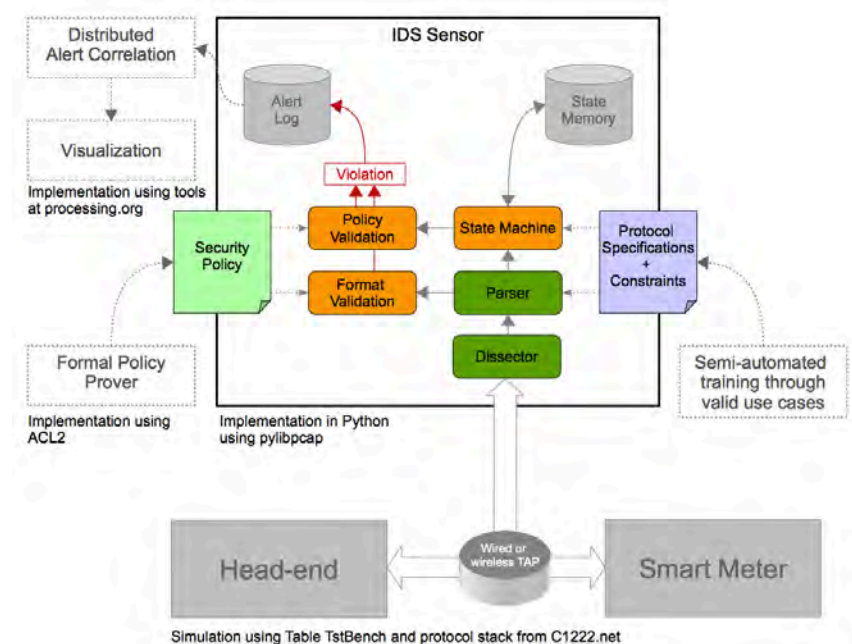 Distributed
Alert Correlation
IDS Sensor
Alert
Log
State
Memory
Visualization
Implementation using tools
at processing.org
Violation
Security
Policy
Policy
Validation
State Machine
Protocol
Specifications
+
Constraints
Format
Validation
Parser
Dissector
Formal Policy
Prover
Semi-automated
training through
valid use cases
Implementation using
ACL2
Implementation in Python
using pylibpcap
Head-end
Wired or
wireless TAP
Smart Meter
Simulation using Table TstBench and protocol stack from C1222.net